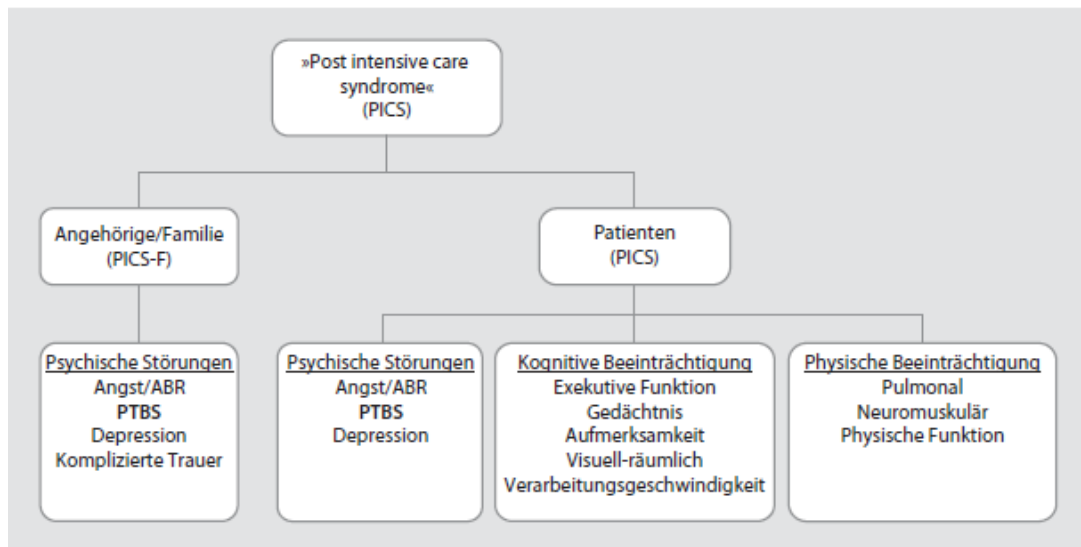 »Post intensive care
syndrome«
(PICS)
Angehörige/Familie
(PICS-F)
Patienten
(PICS)
Psychische Störungen
Angst/ABR
PTBS
Depression
Komplizierte Trauer
Psychische Störungen
Angst/ABR
PTBS
Depression
Kognitive Beeinträchtigung
Exekutive Funktion
Gedächtnis
Aufmerksamkeit
Visuell-räumlich
Verarbeitungsgeschwindigkeit
Physische Beeinträchtigung
Pulmonal
Neuromuskulär
Physische Funktion